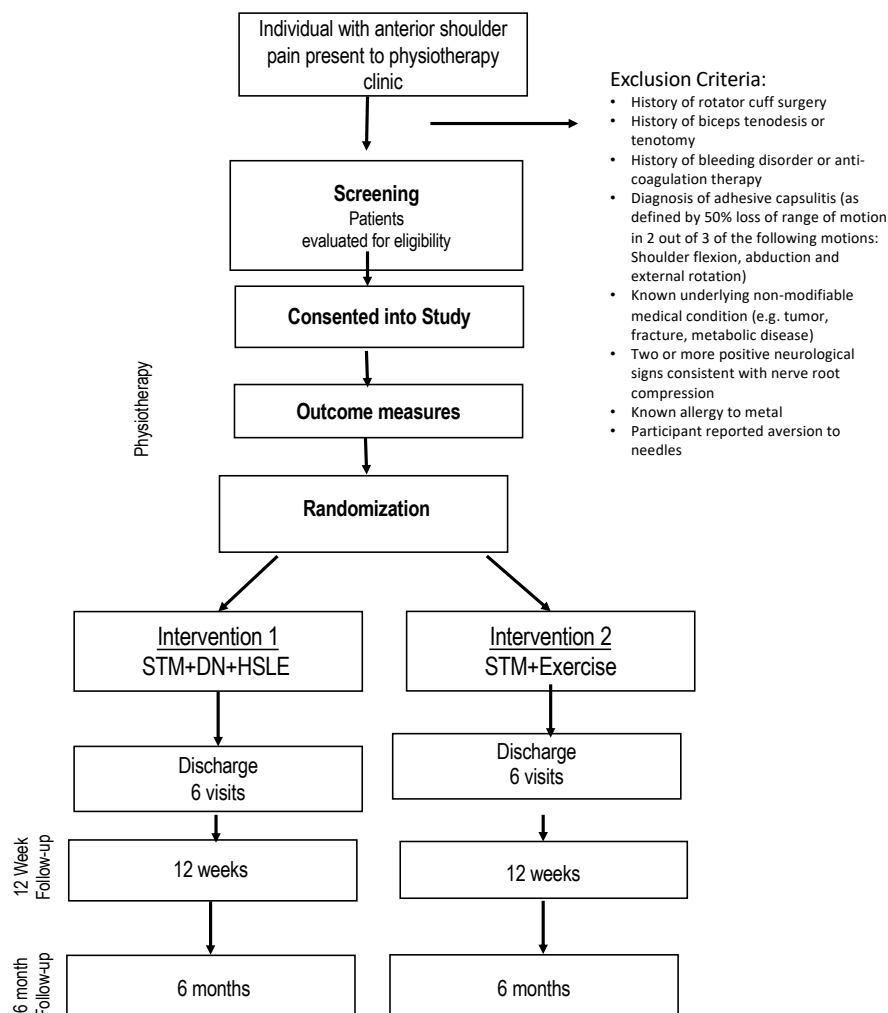 Individual with anterior shoulder
pain present to physiotherapy
clinic
Exclusion Criteria:
• History of rotator cuff surgery
• History of biceps tenodesis or
tenotomy
• History of bleeding disorder or anti-
coagulation therapy
• Diagnosis of adhesive capsulitis (as
defined by 50% loss of range of motion
in 2 out of 3 of the following motions:
Shoulder flexion, abduction and
external rotation)
• Known underlying non-modifiable
medical condition (e.g. tumor,
fracture, metabolic disease)
• Two or more positive neurological
signs consistent with nerve root
compression
• Known allergy to metal
• Participant reported aversion to
needles
Screening
Patients
evaluated for eligibility
Consented into Study
Physiotherapy
Outcome measures
Randomization
Intervention 1
STM+DN+HSLE
Intervention 2
STM+Exercise
Discharge
6 visits
Discharge
6 visits
12 Week
Follow-up
12 weeks
12 weeks
6 month
Follow-up
6 months
6 months